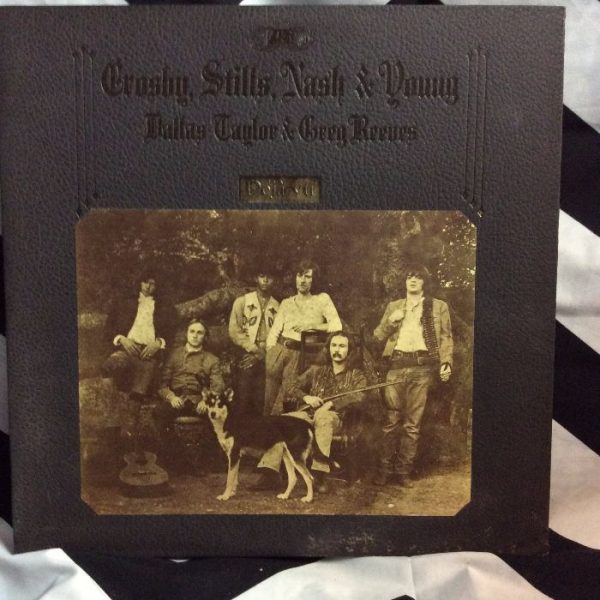 Crosby, Stills, Nash & Young
Dallas Taylor & Greg Reeves
Déjà vu